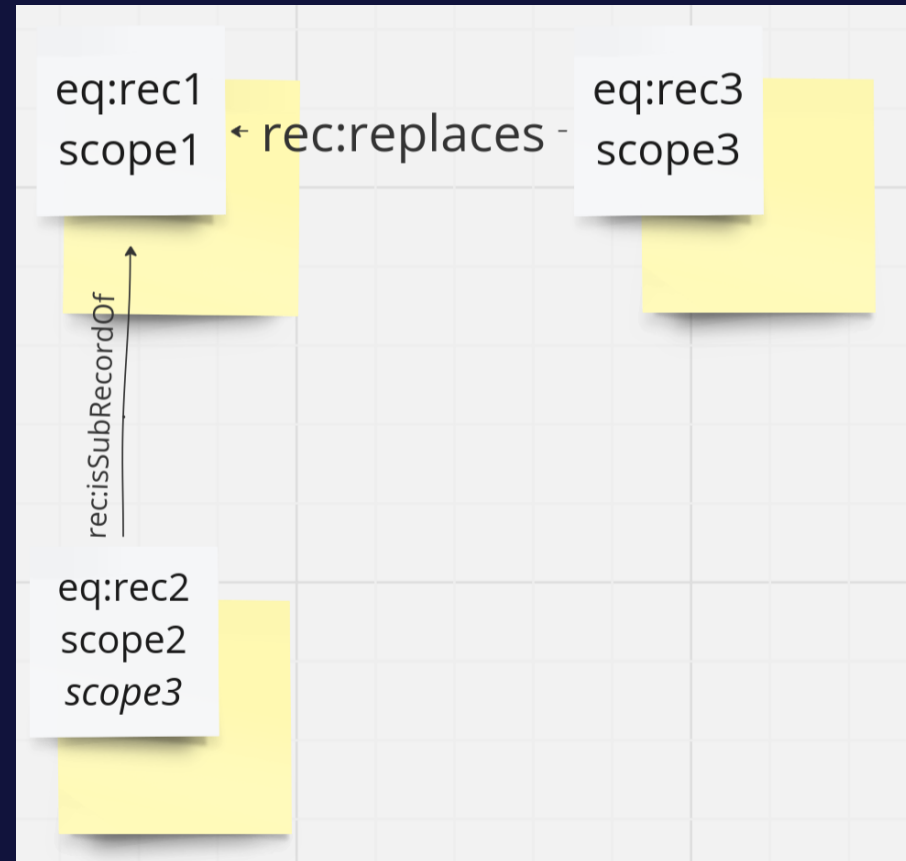 eq:rec1
scope1
rec:replaces
eq:rec3
scope3
rec:isSubRecordOf
eq:rec2
scope2
scope3